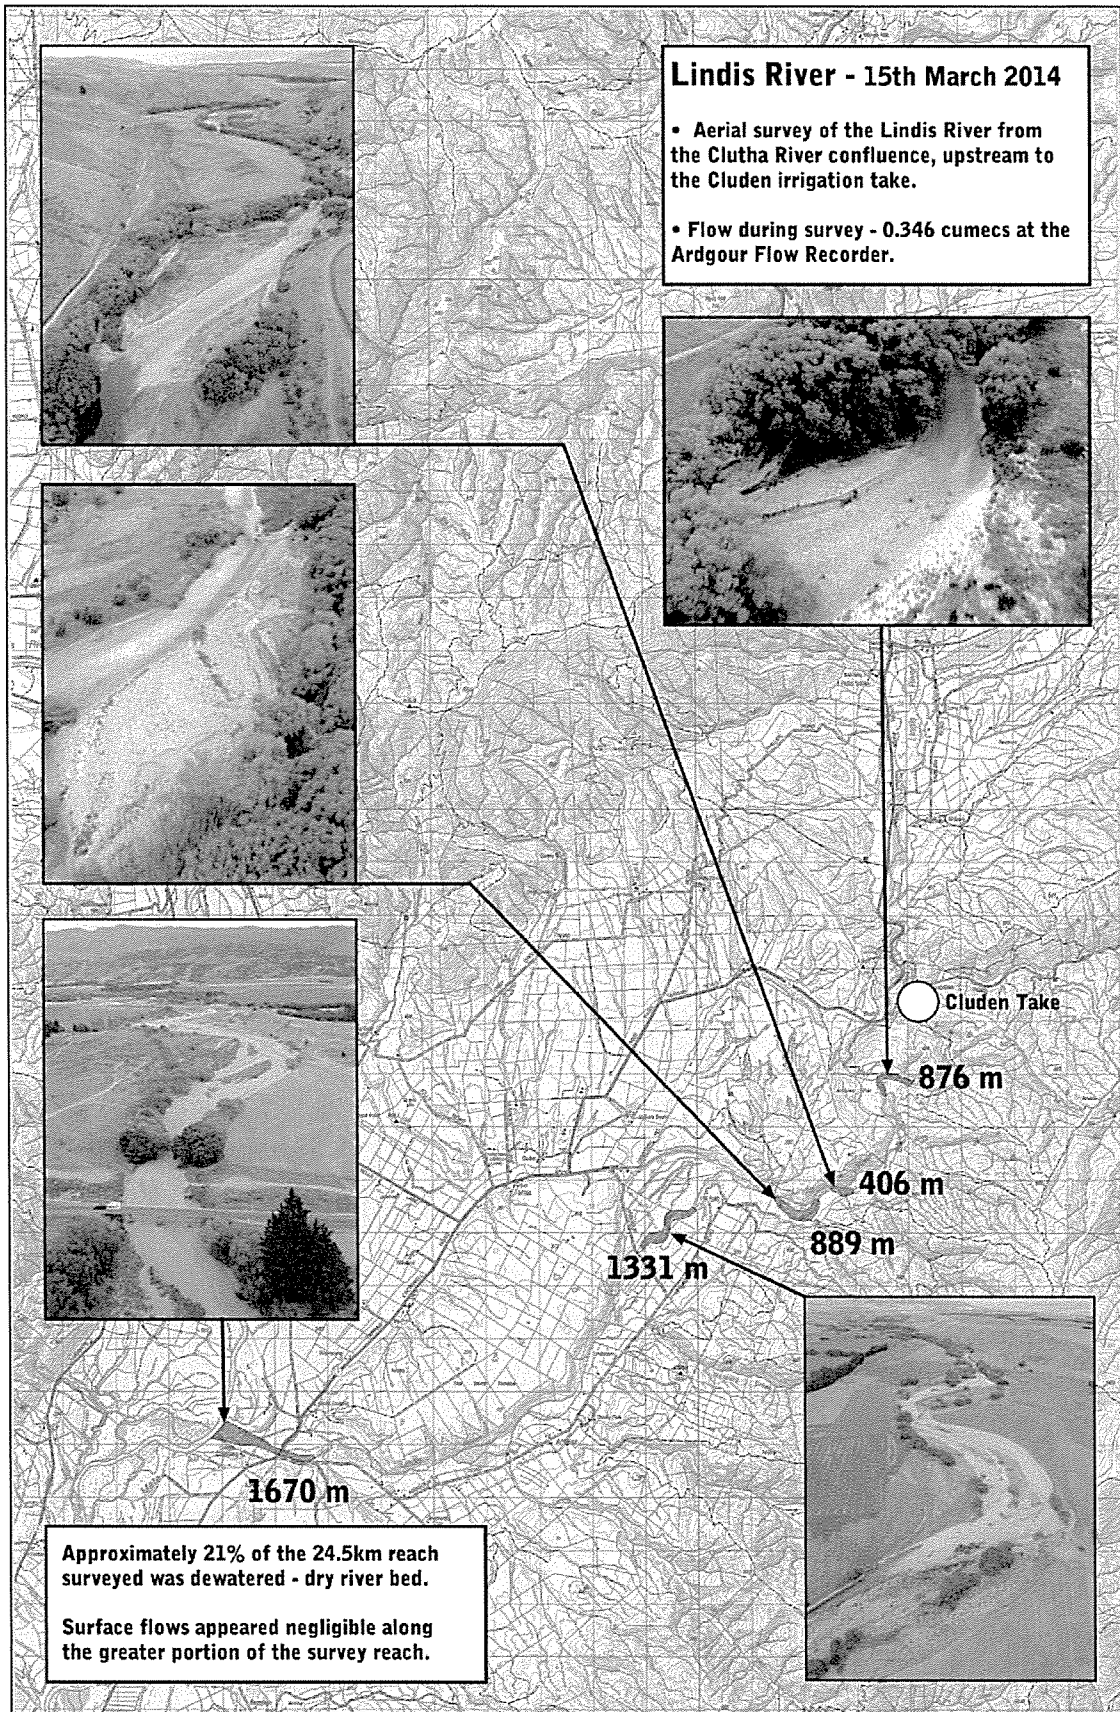 Lindis River - 15th March 2014
• Aerial survey of the Lindis River from
the Clutha River confluence, upstream to
the Cluden irrigation take.
• Flow during survey - 0.346 cumecs at the
Ardgour Flow Recorder.
Cluden Take
876 m
406 m
889 m
1331 m
1670 m
Approximately 21% of the 24.5km reach
surveyed was dewatered - dry river bed.
Surface flows appeared negligible along
the greater portion of the survey reach.